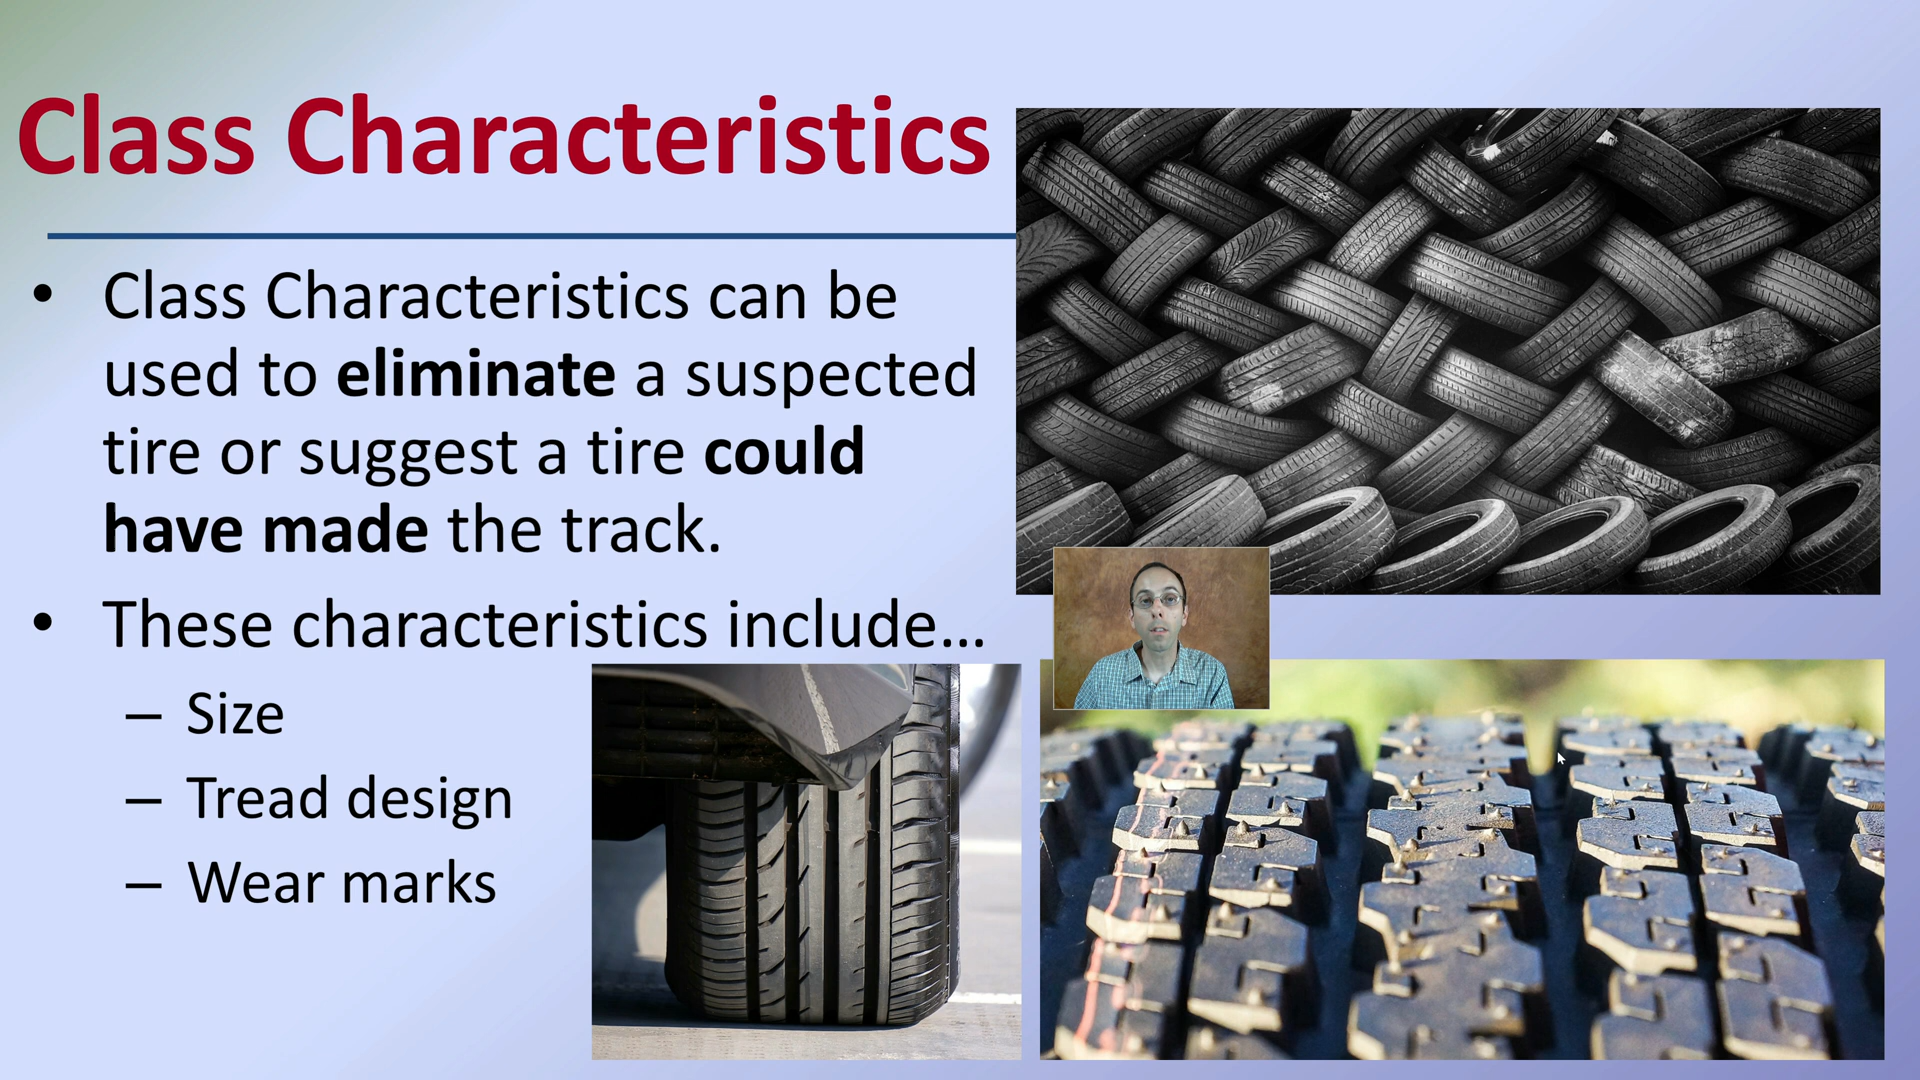 Class Characteristics
• Class Characteristics can be
used to eliminate a suspected
tire or suggest a tire could
have made the track.
• These characteristics include…
– Size
– Tread design
– Wear marks